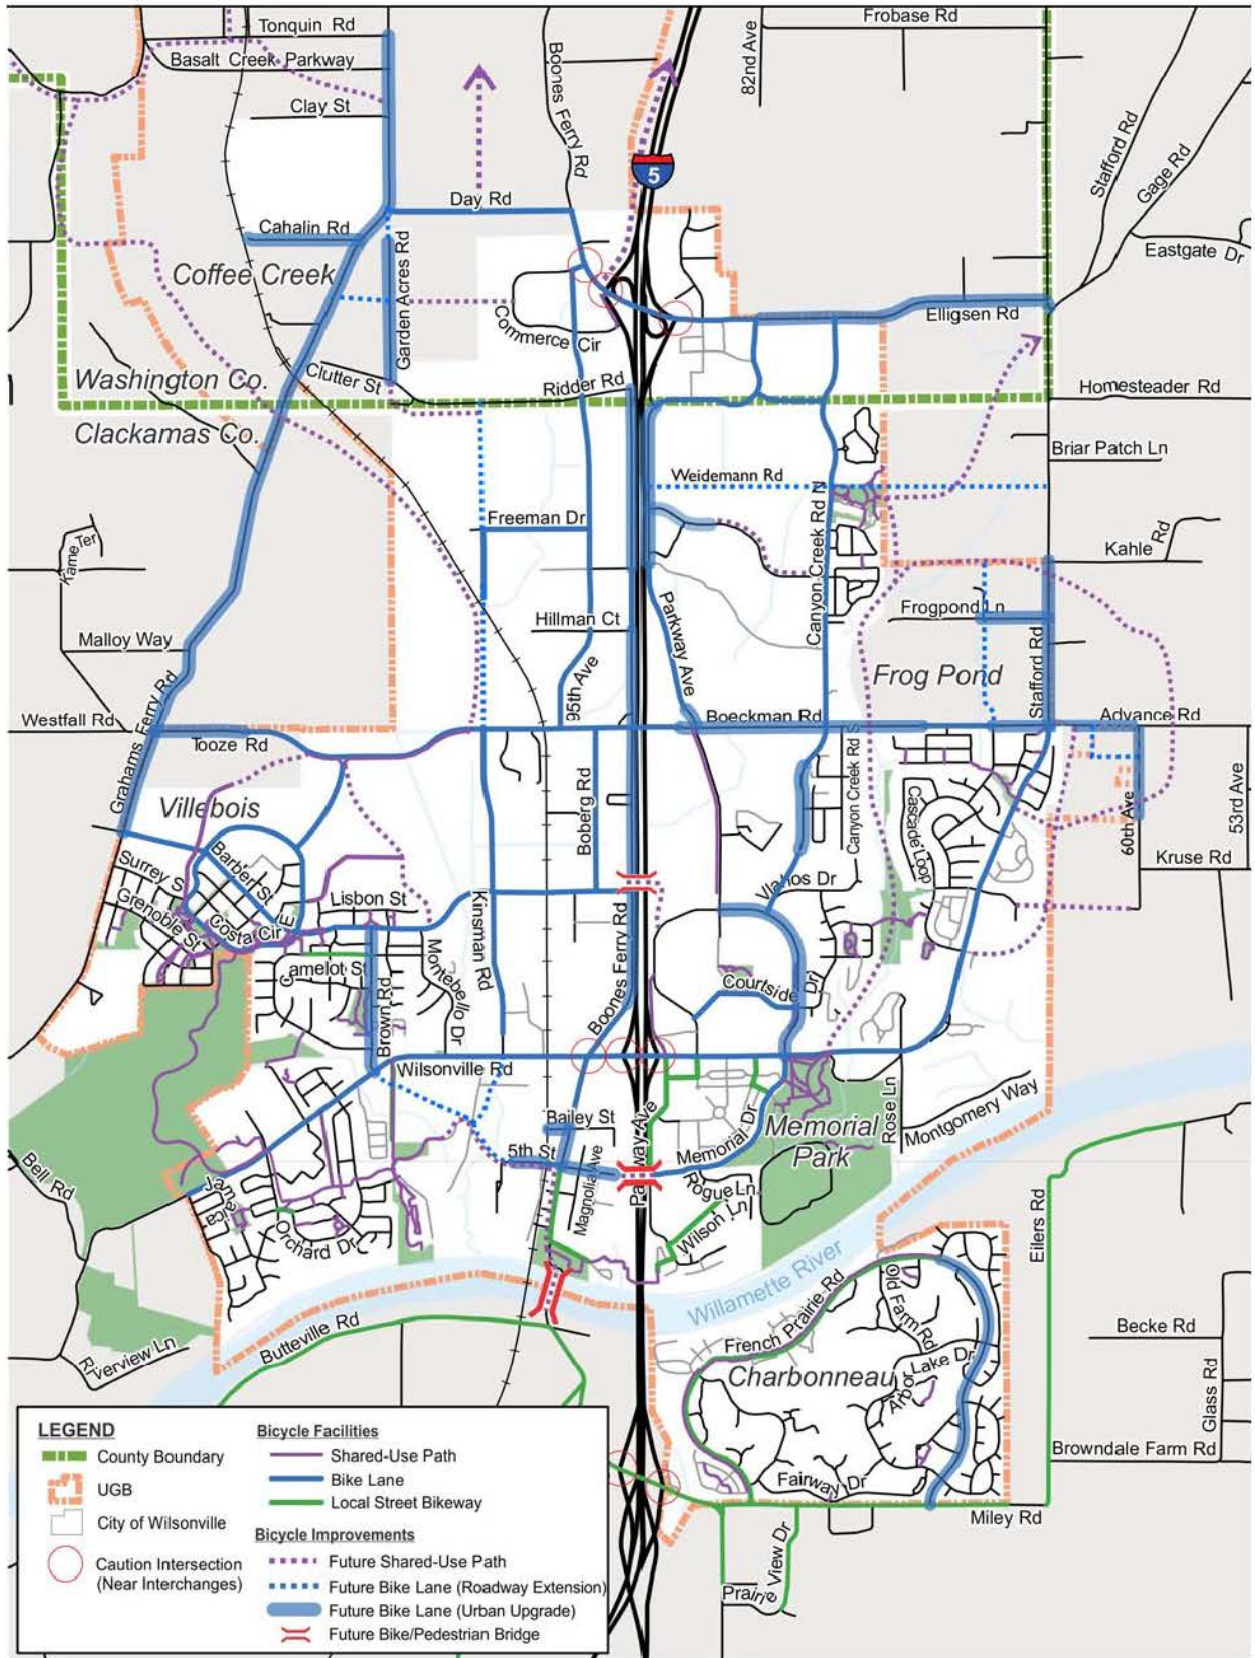 Tonquin Rd
Frobase Rd
Basalt Creek Parkway
Boones Ferry Rd
82nd Ave
Clay St
Stafford Rd
Gage Rd
5
Day Rd
Cahalin Rd
Eastgate Dr
Coffee Creek
Garden Acres Rd
Elligsen Rd
Commerce Cir
Washington Co.
Clutter St
Ridder Rd
Homesteader Rd
Clackamas Co.
Briar Patch Ln
Weidemann Rd
Canyon Creek Rd N
Freeman Dr
Kame Ter
Kahle Rd
Frogpond Ln
Hillman Ct
Parkway Ave
Malloy Way
Stafford Rd
Frog Pond
Grahams Ferry Rd
95th Ave
Westfall Rd
Boeckman Rd
Advance Rd
Tooze Rd
Canyon Creek Rd S
Villebois
Boberg Rd
Cascade Loop
60th Ave
53rd Ave
Barber St
Surrey St
Kruse Rd
Vlahos Dr
Grenoble St
Lisbon St
Costa Cir E
Kinsman Rd
Boones Ferry Rd
Camelot St
Montebello Dr
Courtside Dr
Brown Rd
Wilsonville Rd
Rose Ln
Montgomery Way
Bailey St
Parkway Ave
Memorial Dr
Memorial
Park
5th St
Magnolia Ave
Bell Rd
Rogue Ln
Jamaica
Wilson Ln
Orchard Dr
Eilers Rd
Willamette River
French Prairie Rd
Old Farm Rd
Butteville Rd
Becke Rd
Riverview Ln
Arbor Lake Dr
Charbonneau
Glass Rd
Browndale Farm Rd
Fairway Dr
Miley Rd
Prairie View Dr
LEGEND
County Boundary
UGB
City of Wilsonville
Caution Intersection
(Near Interchanges)
Bicycle Facilities
Shared-Use Path
Bike Lane
Local Street Bikeway
Bicycle Improvements
Future Shared-Use Path
Future Bike Lane (Roadway Extension)
Future Bike Lane (Urban Upgrade)
Future Bike/Pedestrian Bridge